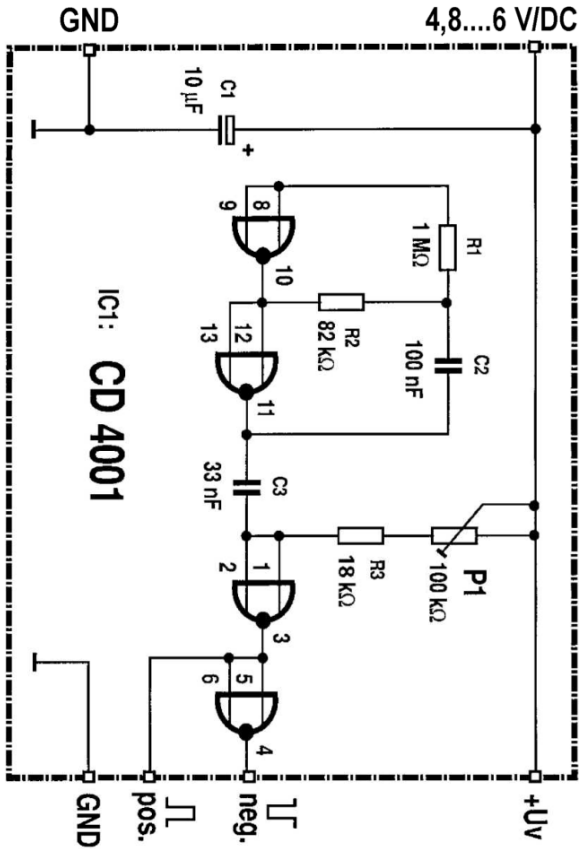 GND
4,8....6 V/DC
C1
10 µF
+
8
9
10
R1
1 MΩ
R2
82 kΩ
12
13
11
C2
100 nF
IC1:
CD 4001
C3
33 nF
1
2
3
R3
18 kΩ
P1
100 kΩ
5
6
4
GND
pos.
neg.
+Uv